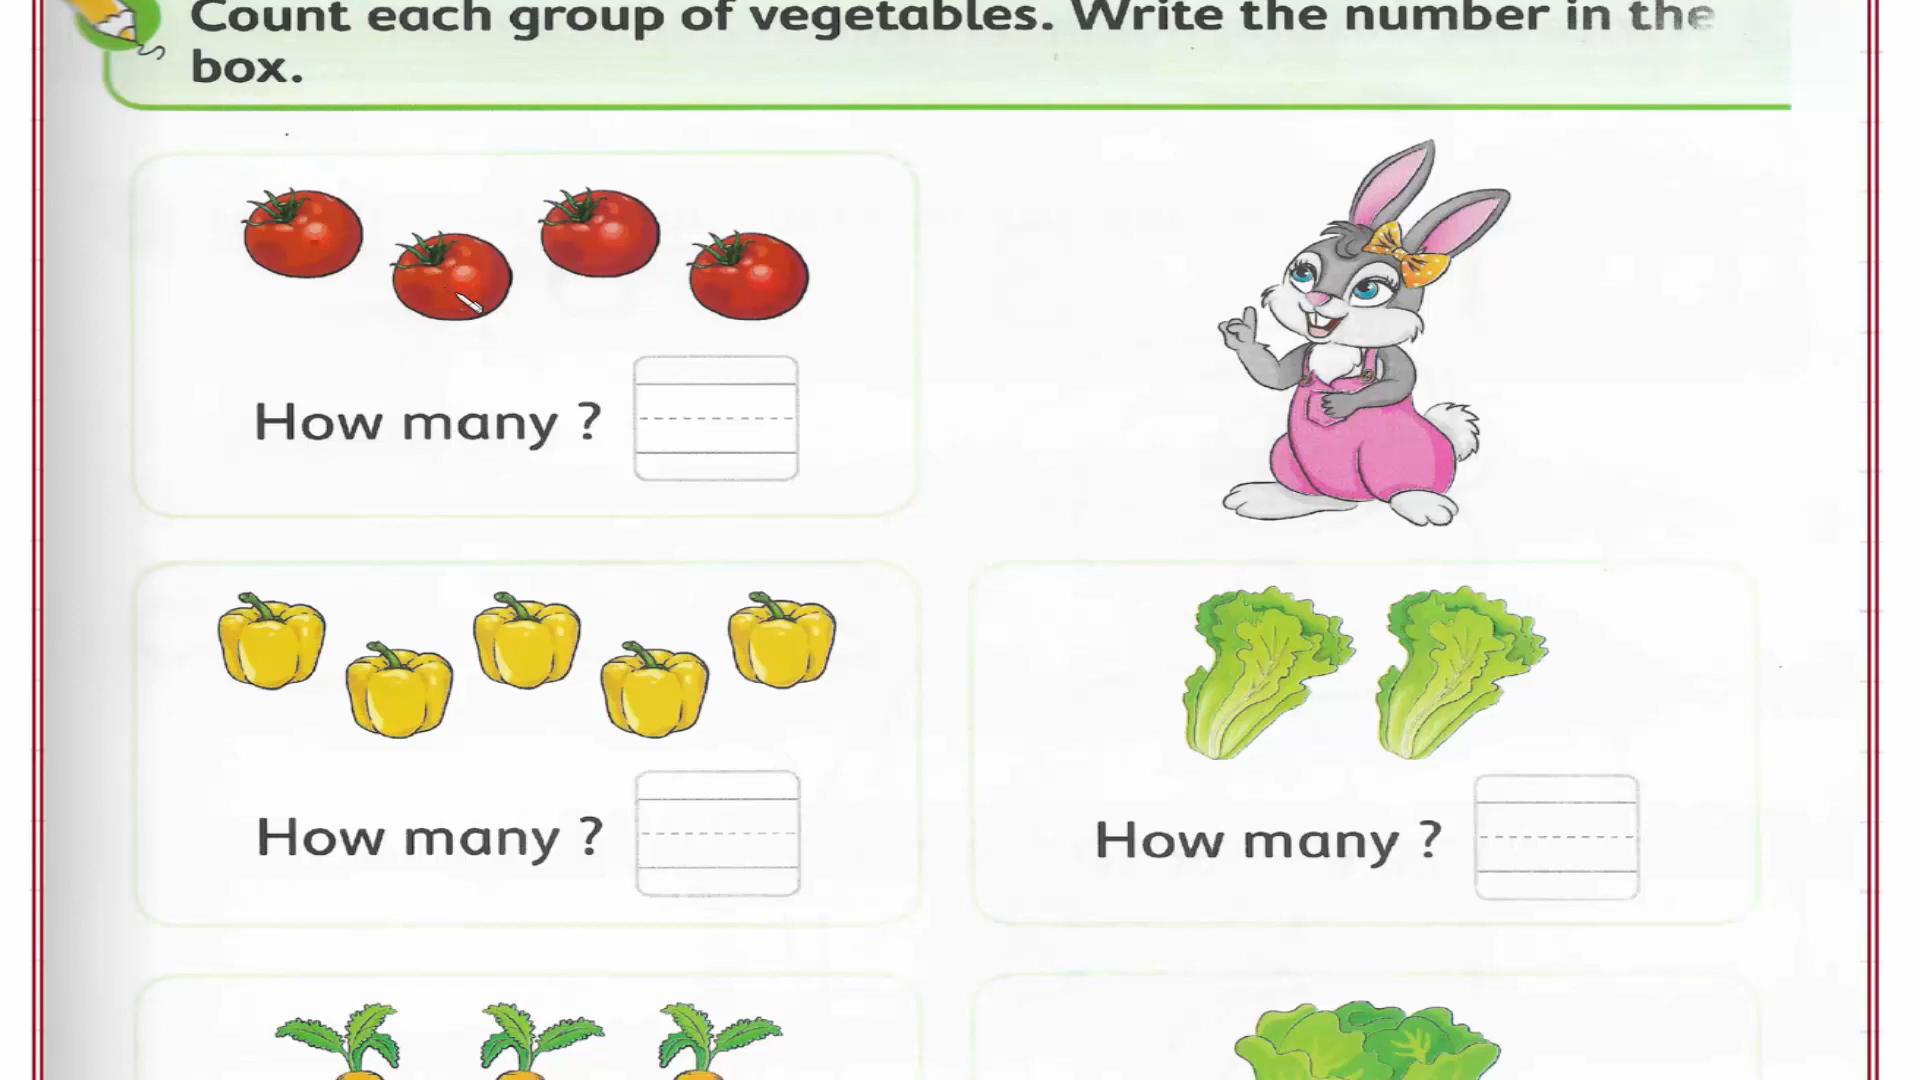 Count each group of vegetables. Write the number in the
box.
How many ?
How many ?
How many ?